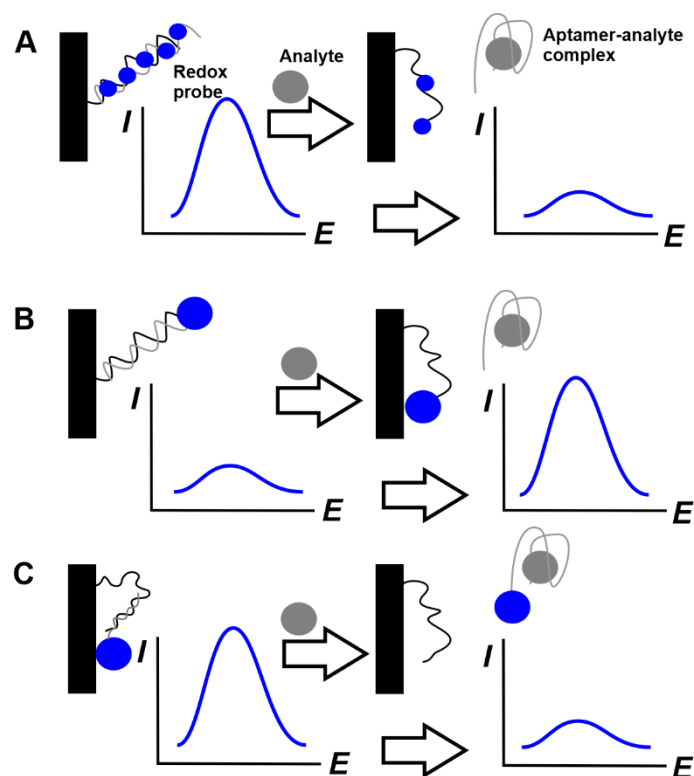 A
Redox
probe
Analyte
Aptamer-analyte
complex
I
E
I
E
B
I
E
I
E
C
I
E
I
E